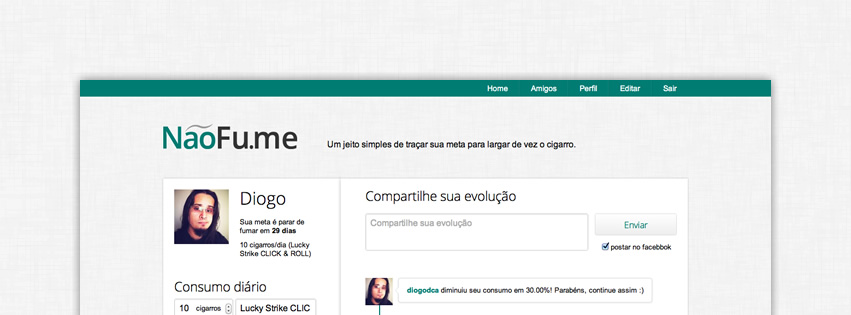 Home Amigos Perfil Editar Sair
NãoFu.me
Um jeito simples de traçar sua meta para largar de vez o cigarro.
Diogo
Sua meta é parar de
fumar em 29 dias
10 cigarros/dia (Lucky
Strike CLICK & ROLL)
Consumo diário
10 cigarros Lucky Strike CLIC
Compartilhe sua evolução
Compartilhe sua evolução
Enviar
postar no facebbok
diogodca diminuiu seu consumo em 30.00%! Parabéns, continue assim :)